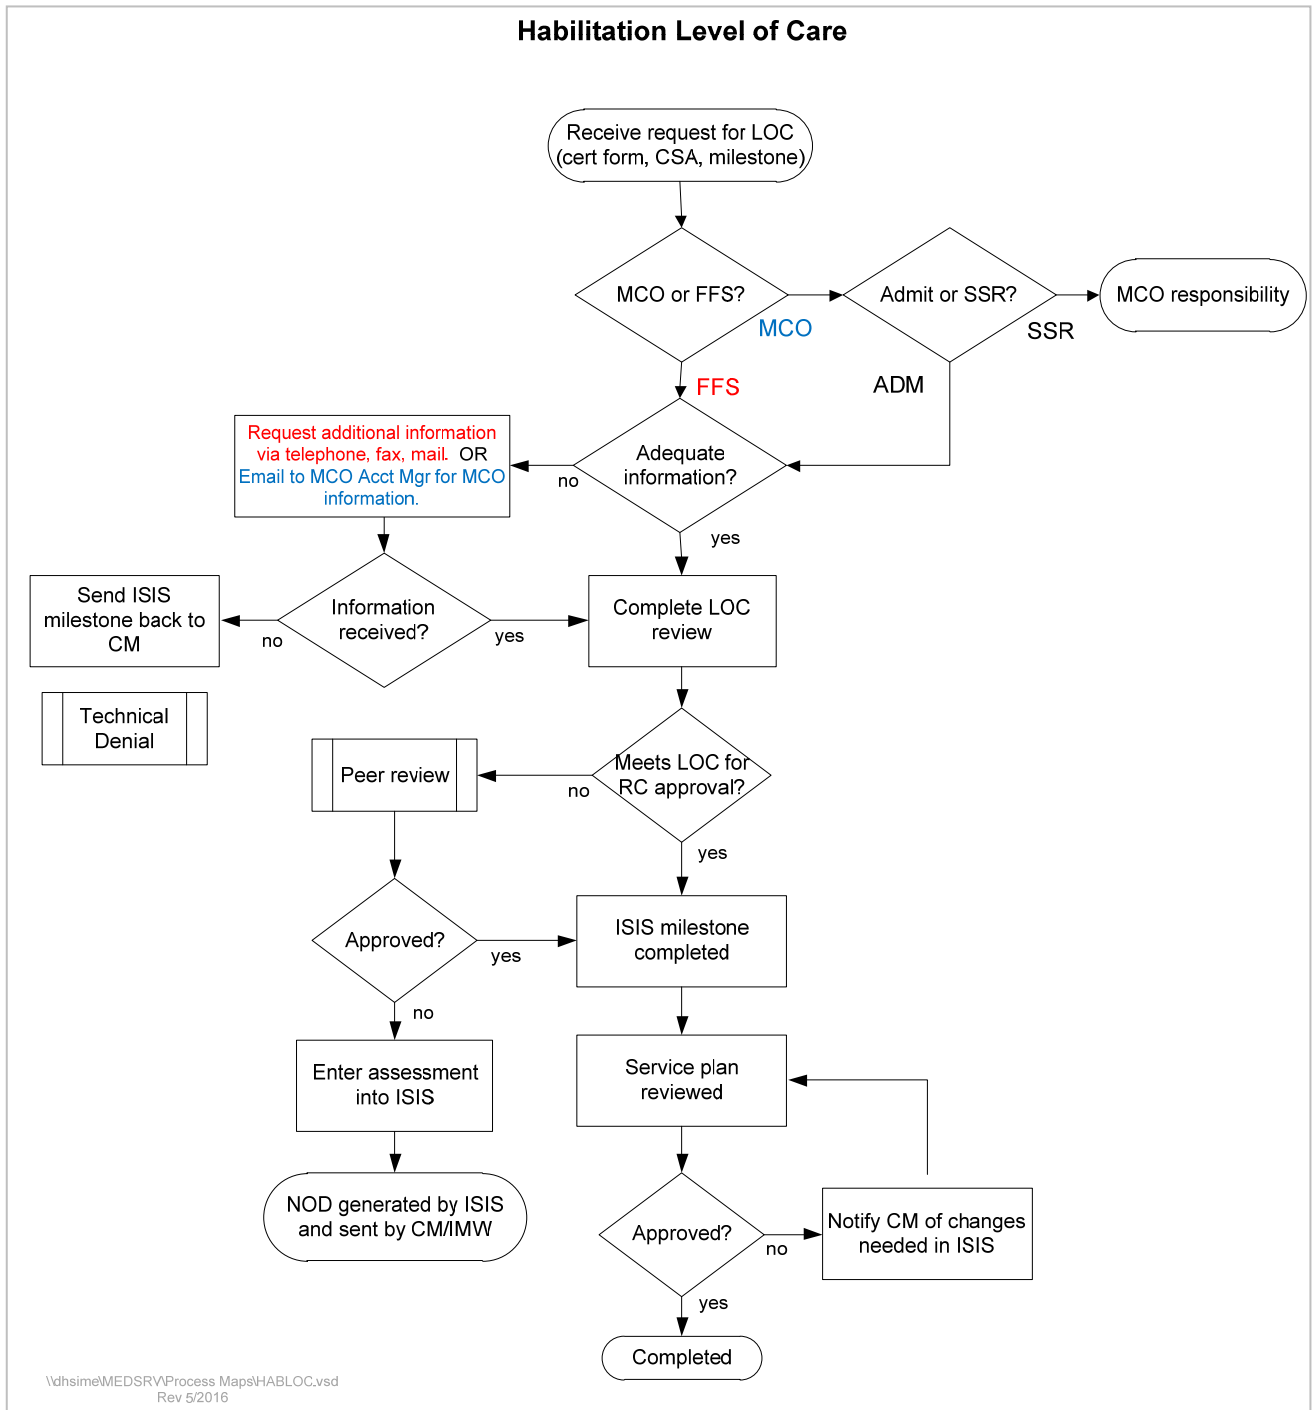 Habilitation Level of Care
Receive request for LOC
(cert form, CSA, milestone)
MCO or FFS?
MCO
Admit or SSR?
SSR
MCO responsibility
FFS
ADM
Request additional information
via telephone, fax, mail.  OR
Email to MCO Acct Mgr for MCO
information.
Adequate
information?
no
yes
Send ISIS
milestone back to
CM
no
Information
received?
yes
Complete LOC
review
Technical
Denial
Peer review
no
Meets LOC for
RC approval?
yes
Approved?
yes
ISIS milestone
completed
no
Enter assessment
into ISIS
Service plan
reviewed
NOD generated by ISIS
and sent by CM/IMW
Approved?
no
Notify CM of changes
needed in ISIS
yes
Completed
\\dhsime\MEDSRV\Process Maps\HABLOC.vsd
Rev 5/2016